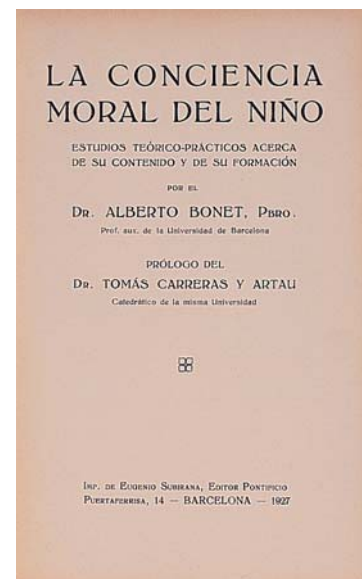 LA CONCIENCIA
MORAL DEL NIÑO
ESTUDIOS TEÓRICO-PRÁCTICOS ACERCA
DE SU CONTENIDO Y DE SU FORMACIÓN
POR EL
DR. ALBERTO BONET, PBRO.
Prof. aux. de la Universidad de Barcelona
PRÓLOGO DEL
DR. TOMÁS CARRERAS Y ARTAU
Catedrático de la misma Universidad
IMP. DE EUGENIO SUBIRANA, EDITOR PONTIFICIO
PUERTAFERRISA, 14 — BARCELONA — 1927